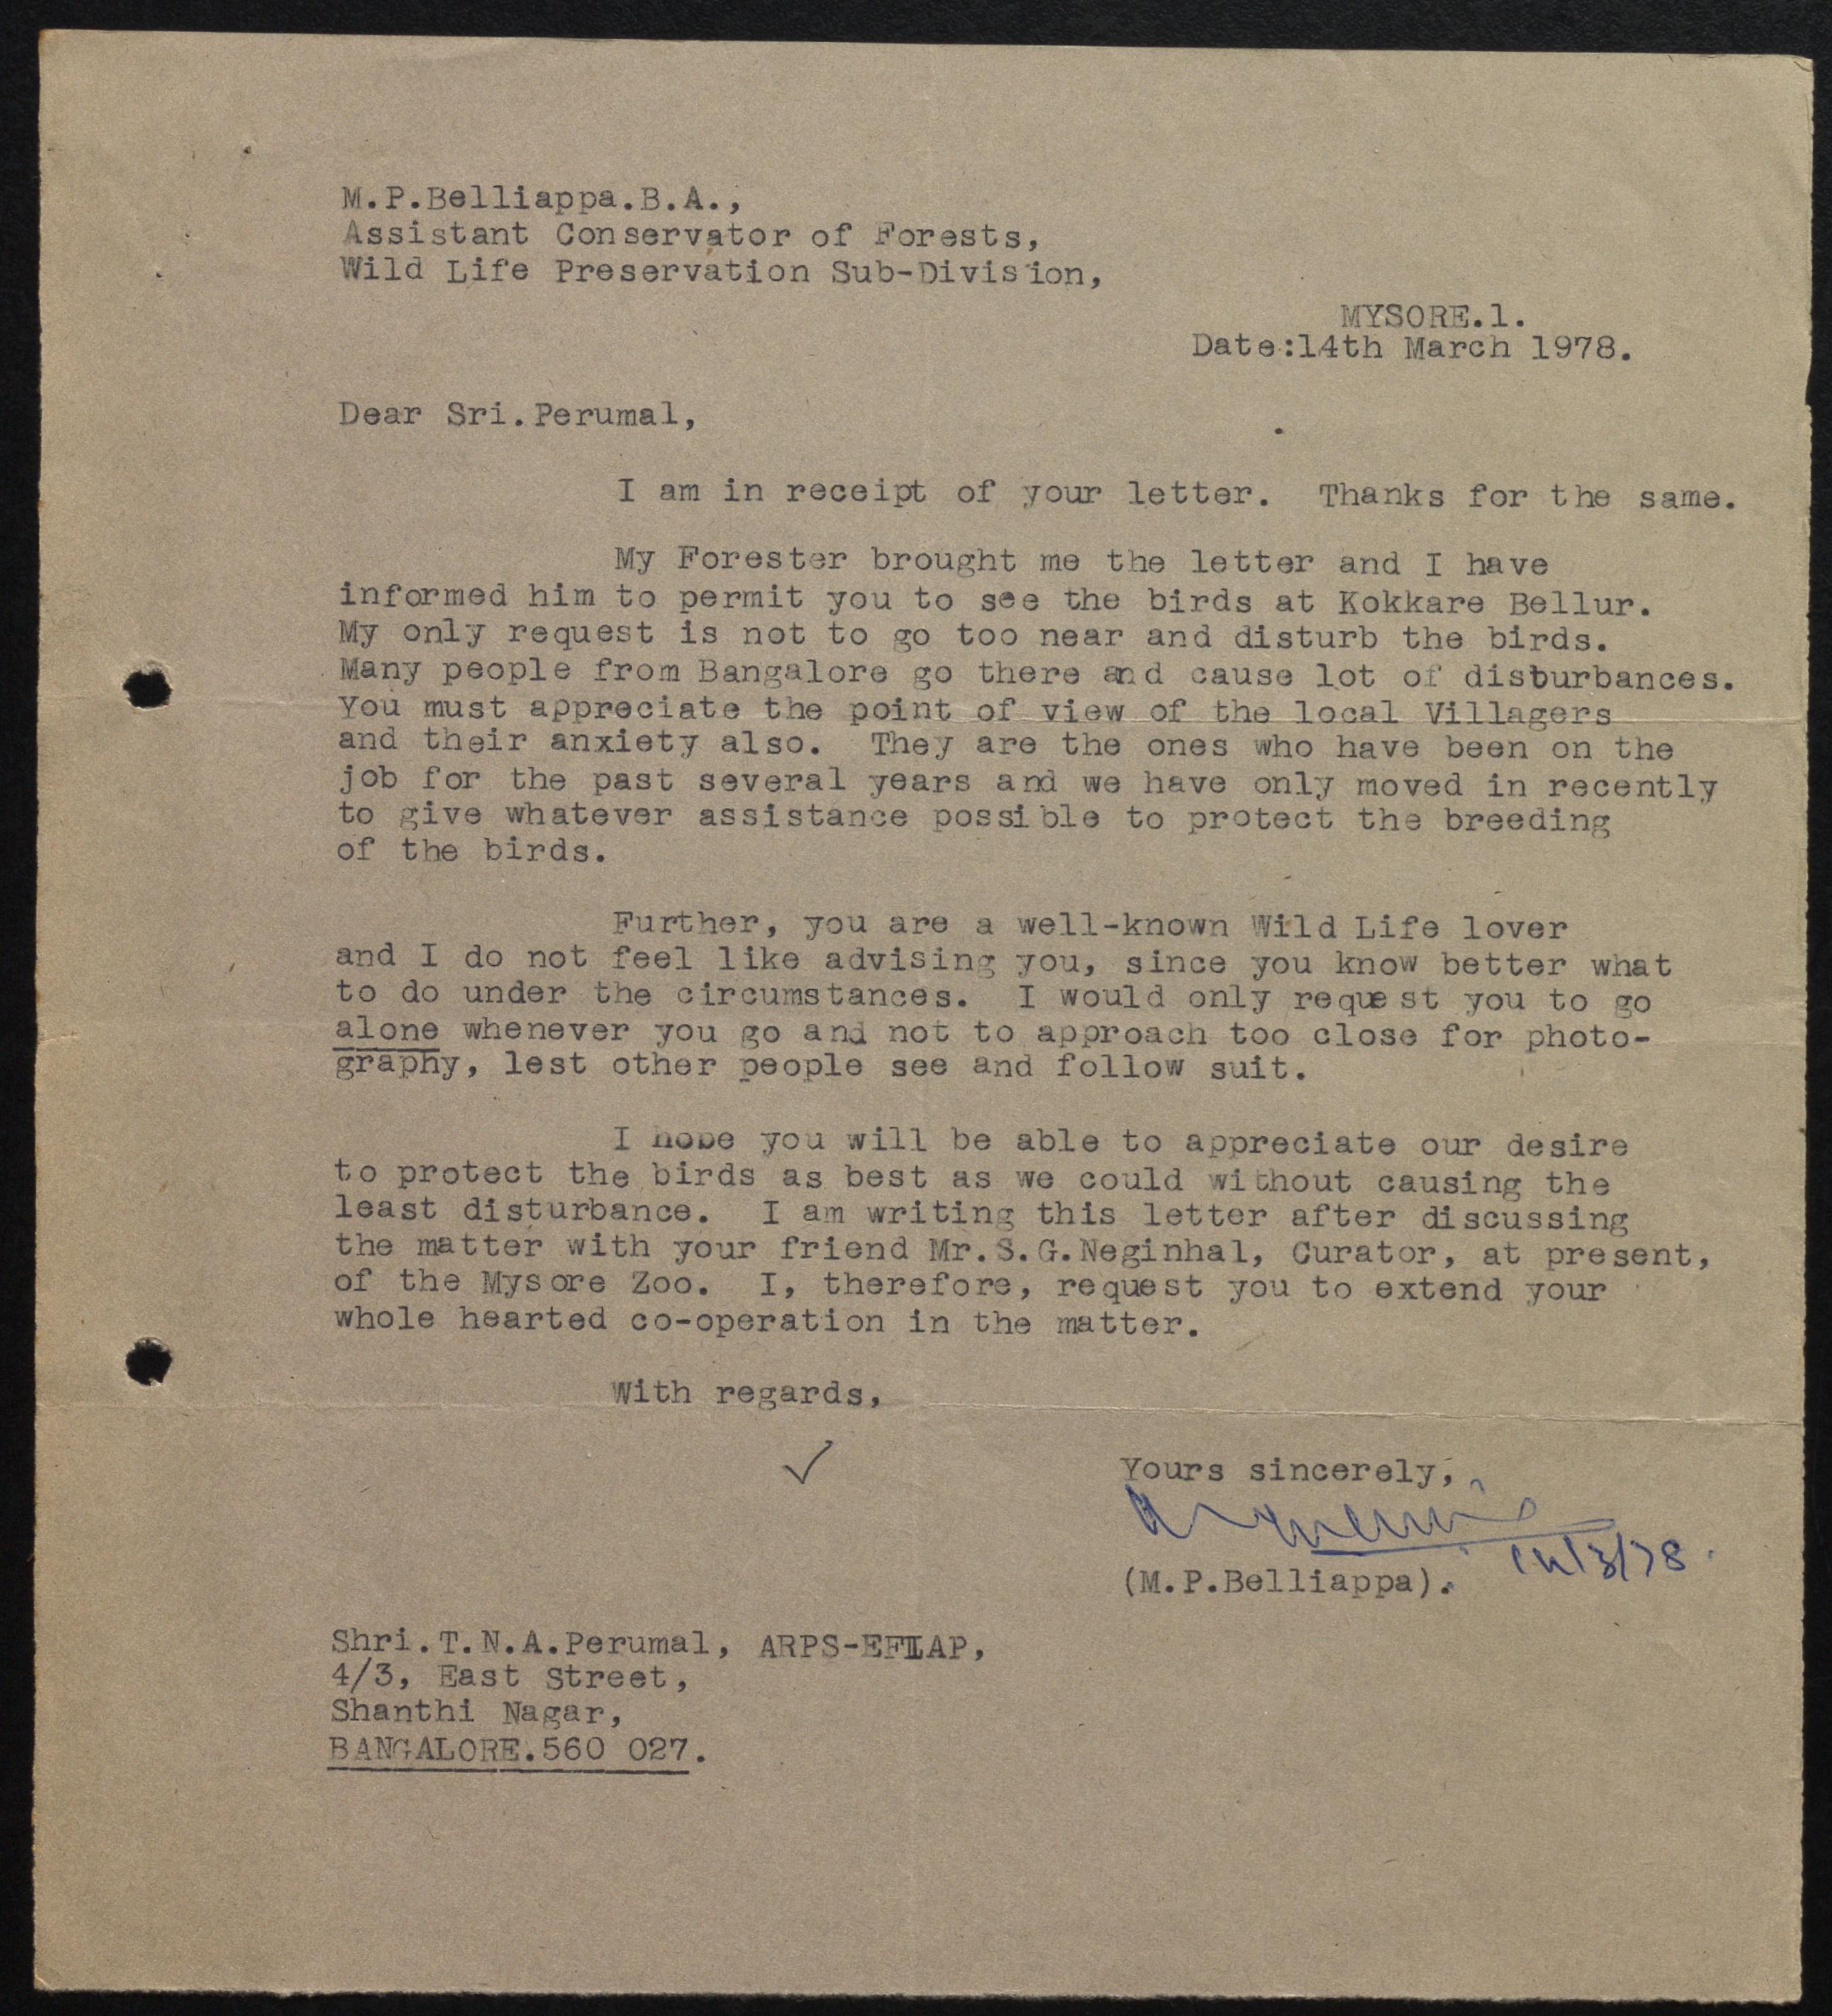 M.P.Belliappa.B.A.,
Assistant Conservator of Forests,
Wild Life Preservation Sub-Division,
MYSORE.1.
Date:14th March 1978.
Dear Sri.Perumal,
I am in receipt of your letter. Thanks for the same.
My Forester brought me the letter and I have
informed him to permit you to see the birds at Kokkare Bellur.
My only request is not to go too near and disturb the birds.
Many people from Bangalore go there and cause lot of disturbances.
You must appreciate the point of view of the local Villagers
and their anxiety also. They are the ones who have been on the
job for the past several years and we have only moved in recently
to give whatever assistance possible to protect the breeding
of the birds.
Further, you are a well-known Wild Life lover
and I do not feel like advising you, since you know better what
to do under the circumstances. I would only request you to go
alone whenever you go and not to approach too close for photo-
graphy, lest other people see and follow suit.
I hope you will be able to appreciate our desire
to protect the birds as best as we could without causing the
least disturbance. I am writing this letter after discussing
the matter with your friend Mr.S.G.Neginhal, Curator, at present,
of the Mysore Zoo. I, therefore, request you to extend your
whole hearted co-operation in the matter.
With regards,
Yours sincerely,
14/3/78.
(M.P.Belliappa).
Shri.T.N.A.Perumal, ARPS-EFIAP,
4/3, East Street,
Shanthi Nagar,
BANGALORE.560 027.